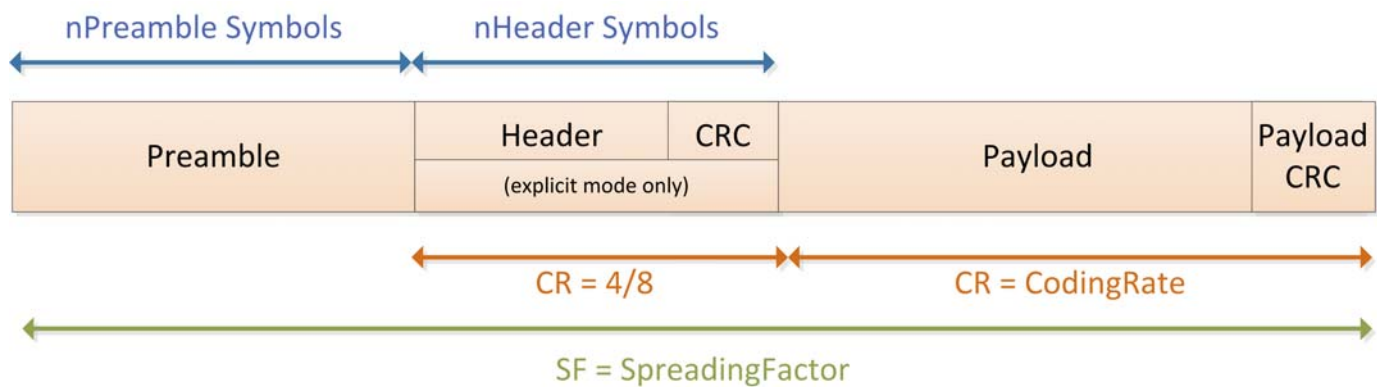 nPreamble Symbols
nHeader Symbols
Preamble
Header
CRC
(explicit mode only)
Payload
Payload
CRC
CR = 4/8
CR = CodingRate
SF = SpreadingFactor